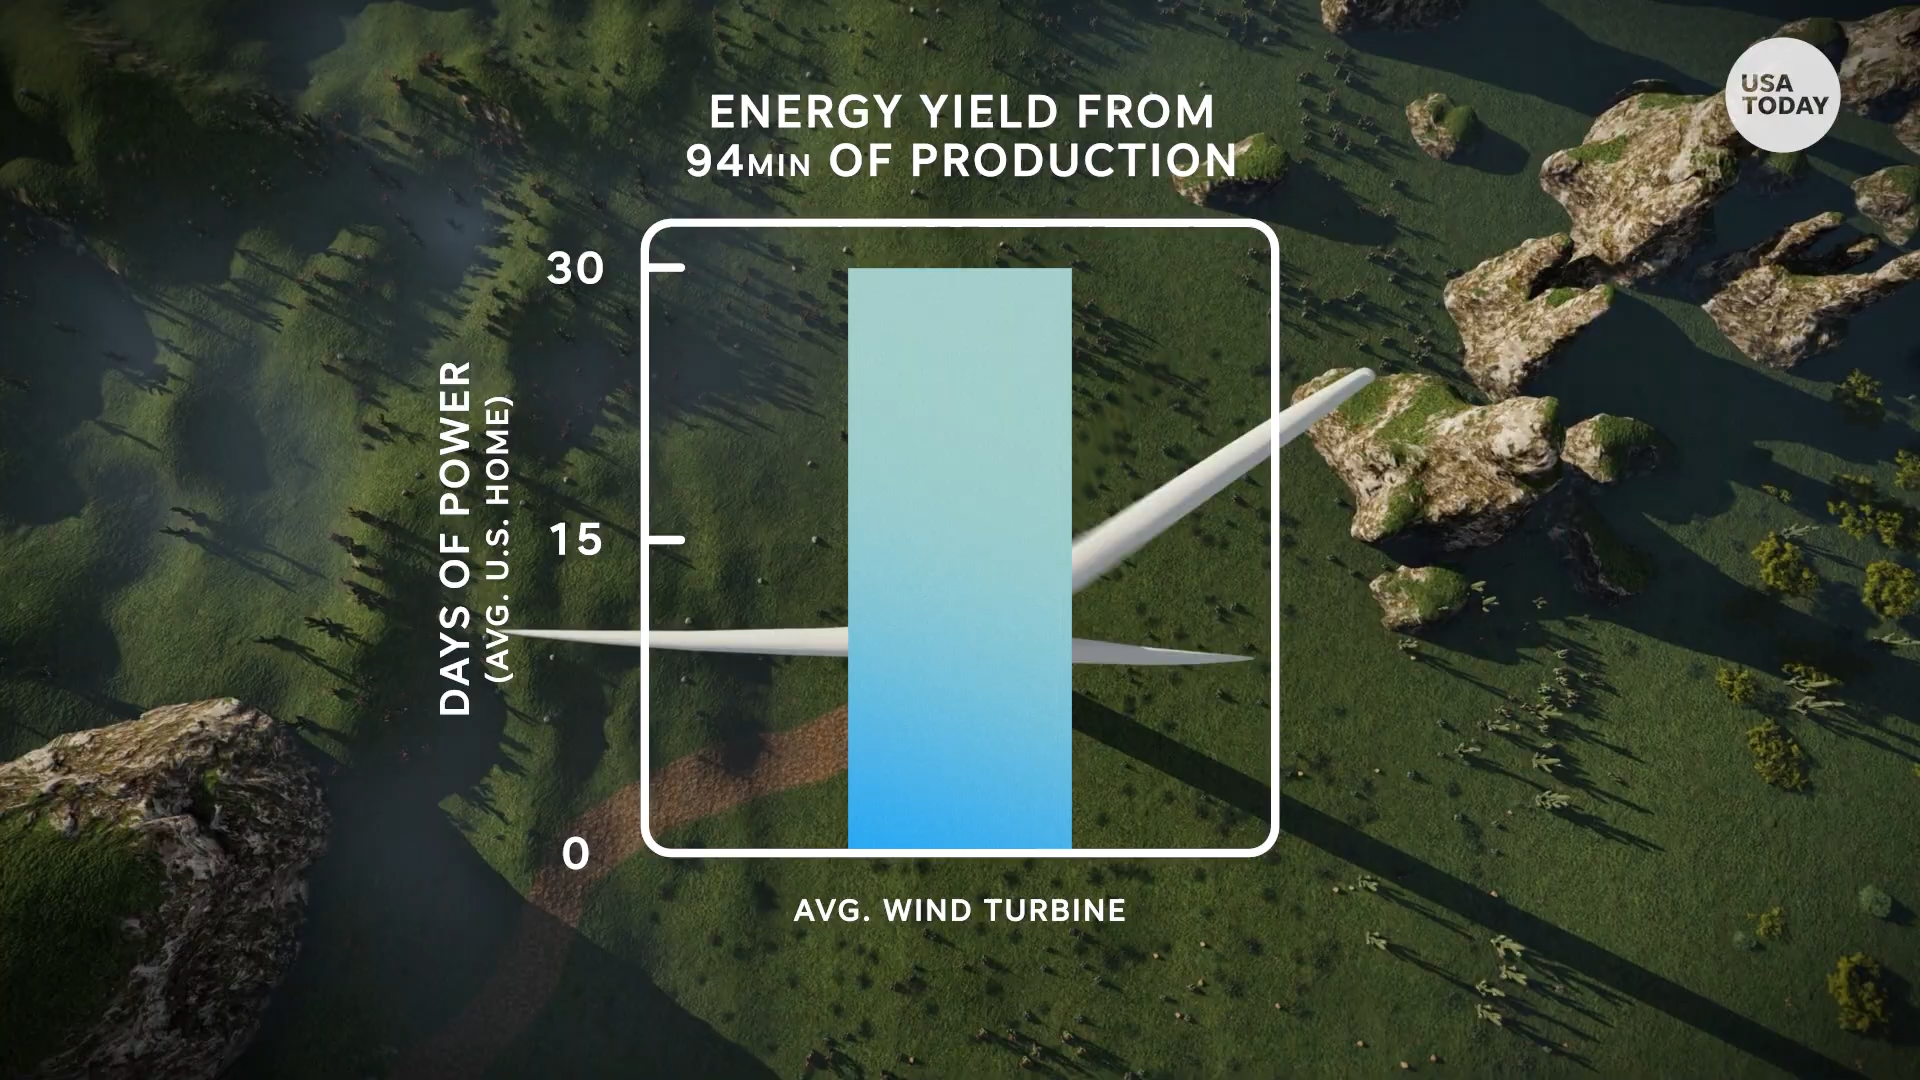 USA
TODAY
ENERGY YIELD FROM
94MIN OF PRODUCTION
30
15
0
DAYS OF POWER
(AVG. U.S. HOME)
AVG. WIND TURBINE